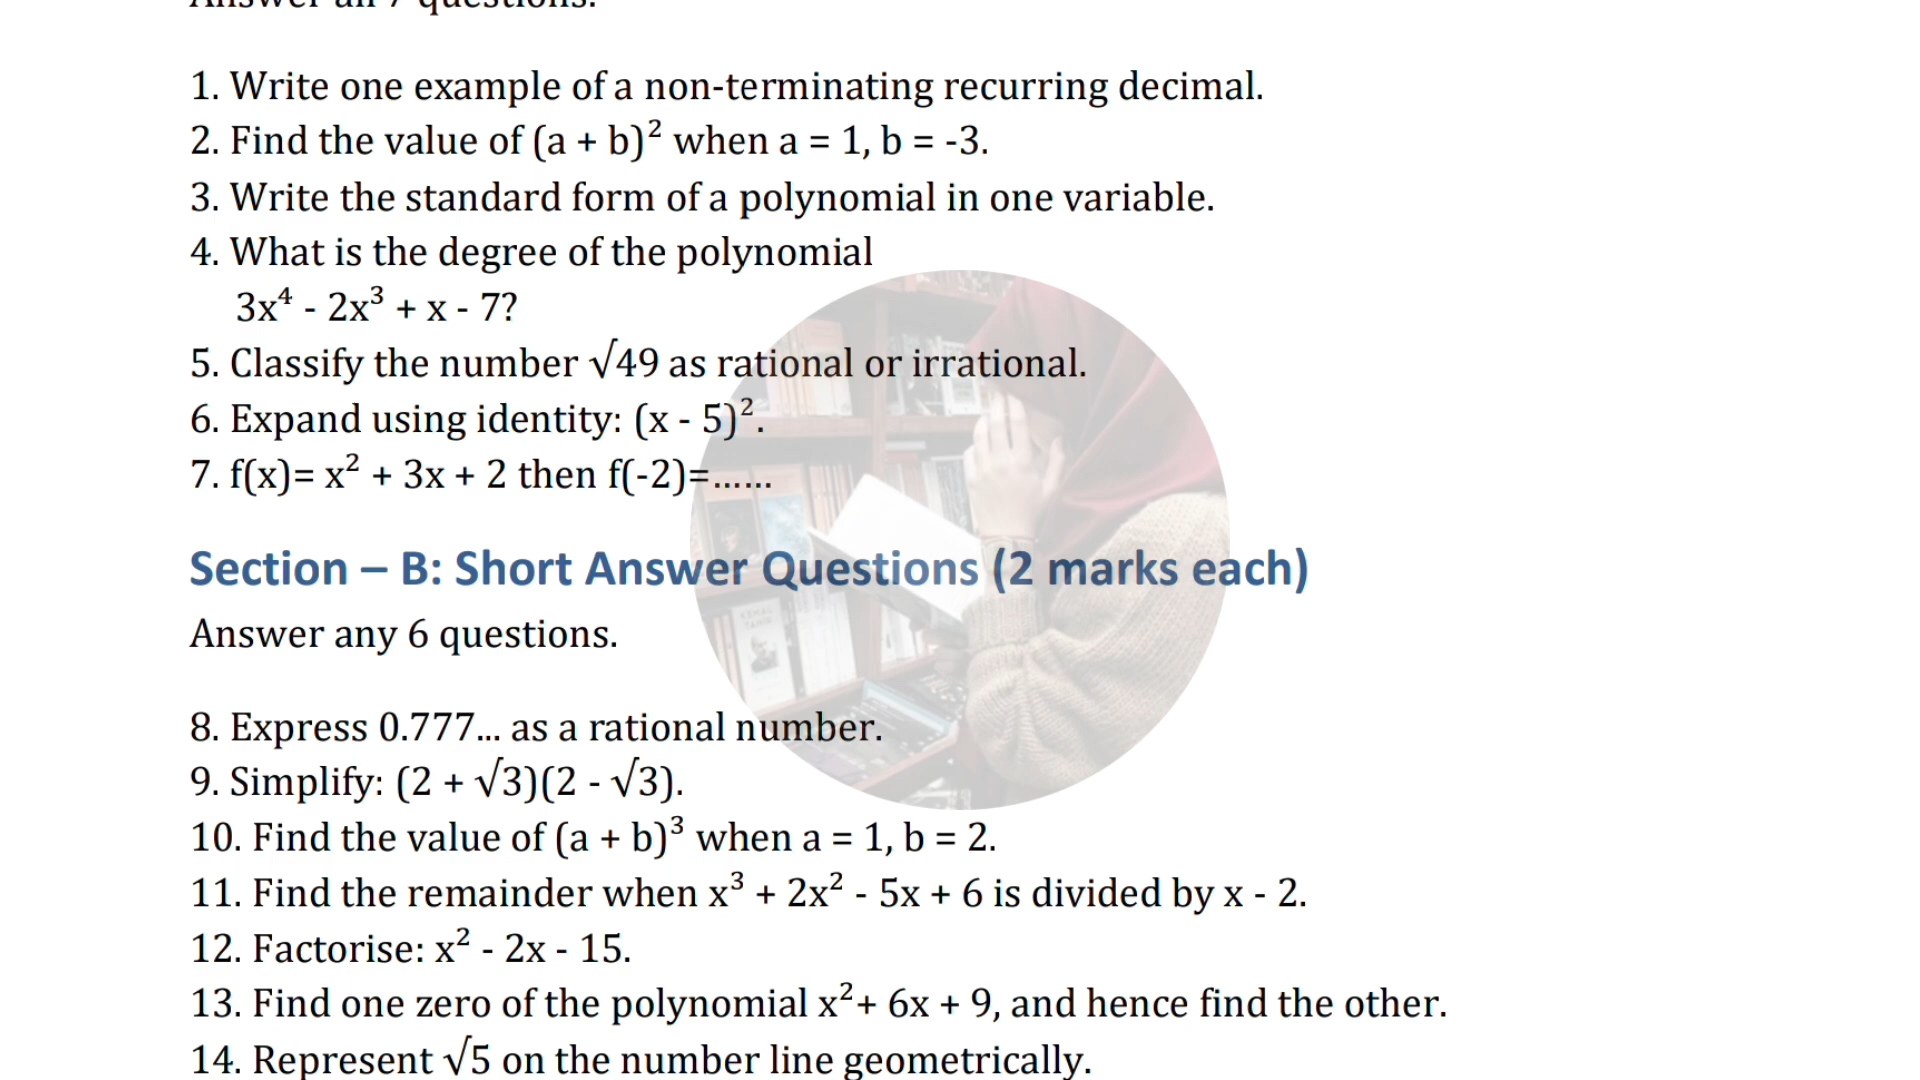 Answer all 7 questions.
1. Write one example of a non-terminating recurring decimal.
2. Find the value of (a + b)² when a = 1, b = -3.
3. Write the standard form of a polynomial in one variable.
4. What is the degree of the polynomial
3x⁴ - 2x³ + x - 7?
5. Classify the number √49 as rational or irrational.
6. Expand using identity: (x - 5)².
7. f(x)= x² + 3x + 2 then f(-2)=......
Section – B: Short Answer Questions (2 marks each)
Answer any 6 questions.
8. Express 0.777... as a rational number.
9. Simplify: (2 + √3)(2 - √3).
10. Find the value of (a + b)³ when a = 1, b = 2.
11. Find the remainder when x³ + 2x² - 5x + 6 is divided by x - 2.
12. Factorise: x² - 2x - 15.
13. Find one zero of the polynomial x²+ 6x + 9, and hence find the other.
14. Represent √5 on the number line geometrically.